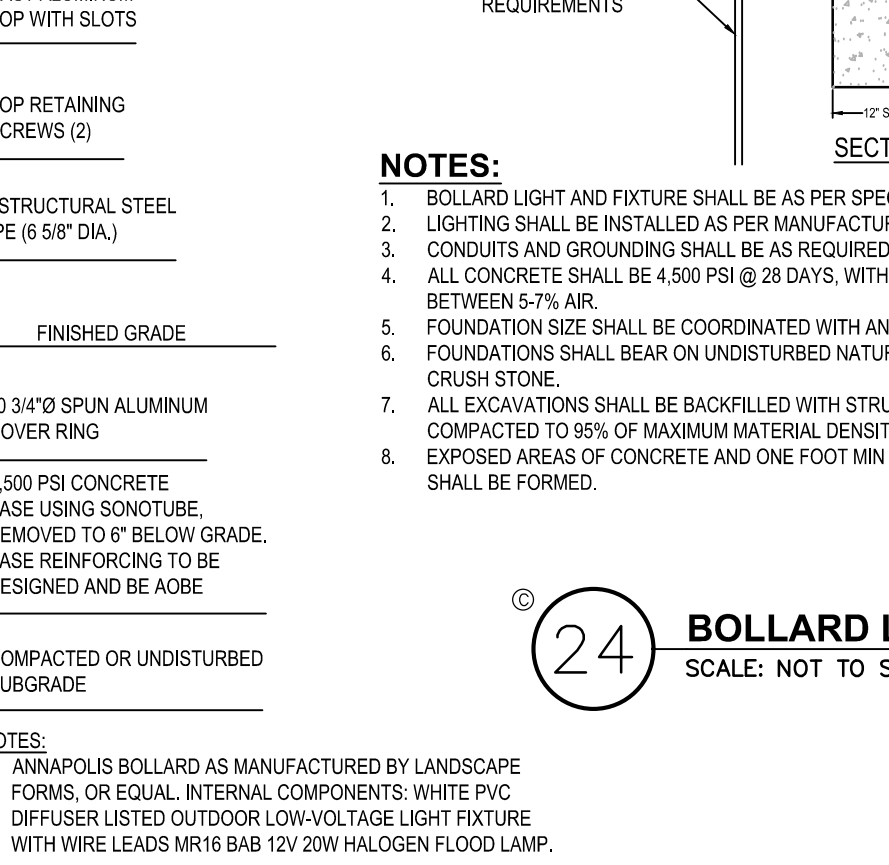 OP WITH SLOTS
OP RETAINING
CREWS (2)
STRUCTURAL STEEL
PE (6 5/8" DIA.)
FINISHED GRADE
0 3/4"Ø SPUN ALUMINUM
OVER RING
,500 PSI CONCRETE
ASE USING SONOTUBE,
EMOVED TO 6" BELOW GRADE.
ASE REINFORCING TO BE
ESIGNED AND BE AOBE
OMPACTED OR UNDISTURBED
UBGRADE
OTES:
ANNAPOLIS BOLLARD AS MANUFACTURED BY LANDSCAPE
FORMS, OR EQUAL. INTERNAL COMPONENTS: WHITE PVC
DIFFUSER LISTED OUTDOOR LOW-VOLTAGE LIGHT FIXTURE
WITH WIRE LEADS MR16 BAB 12V 20W HALOGEN FLOOD LAMP.
REQUIREMENTS
12" S
SECT
NOTES:
1. BOLLARD LIGHT AND FIXTURE SHALL BE AS PER SPE
2. LIGHTING SHALL BE INSTALLED AS PER MANUFACTU
3. CONDUITS AND GROUNDING SHALL BE AS REQUIRED
4. ALL CONCRETE SHALL BE 4,500 PSI @ 28 DAYS, WITH
BETWEEN 5-7% AIR.
5. FOUNDATION SIZE SHALL BE COORDINATED WITH AN
6. FOUNDATIONS SHALL BEAR ON UNDISTURBED NATU
CRUSH STONE.
7. ALL EXCAVATIONS SHALL BE BACKFILLED WITH STRU
COMPACTED TO 95% OF MAXIMUM MATERIAL DENSIT
8. EXPOSED AREAS OF CONCRETE AND ONE FOOT MIN
SHALL BE FORMED.
©
24
BOLLARD L
SCALE: NOT TO S